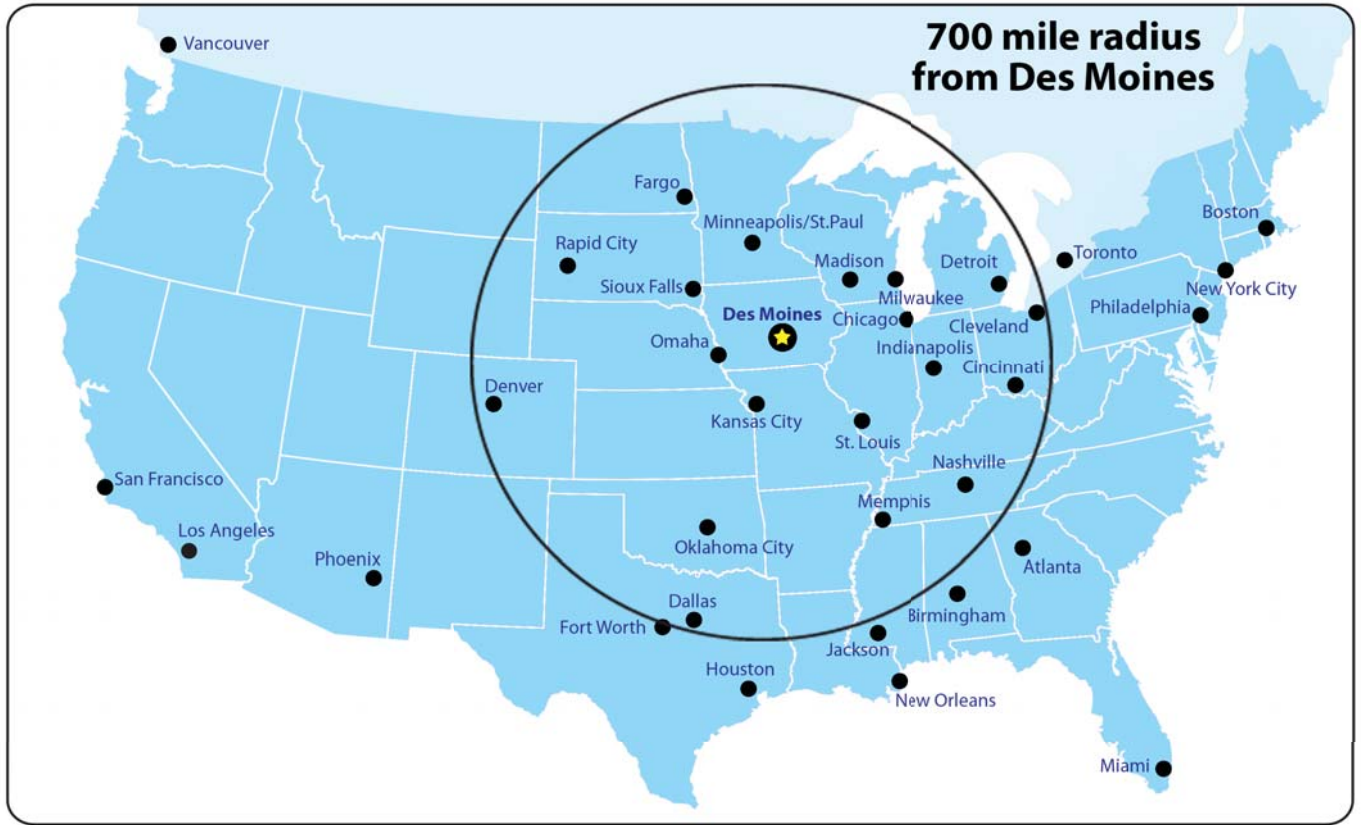 700 mile radius
from Des Moines
Vancouver
Fargo
Minneapolis/St.Paul
Boston
Rapid City
Madison
Detroit
Toronto
Sioux Falls
New York City
Milwaukee
Philadelphia
Des Moines
Chicago
Cleveland
Omaha
Indianapolis
Cincinnati
Denver
Kansas City
St. Louis
Nashville
San Francisco
Memphis
Los Angeles
Oklahoma City
Phoenix
Atlanta
Dallas
Birmingham
Fort Worth
Jackson
Houston
New Orleans
Miami